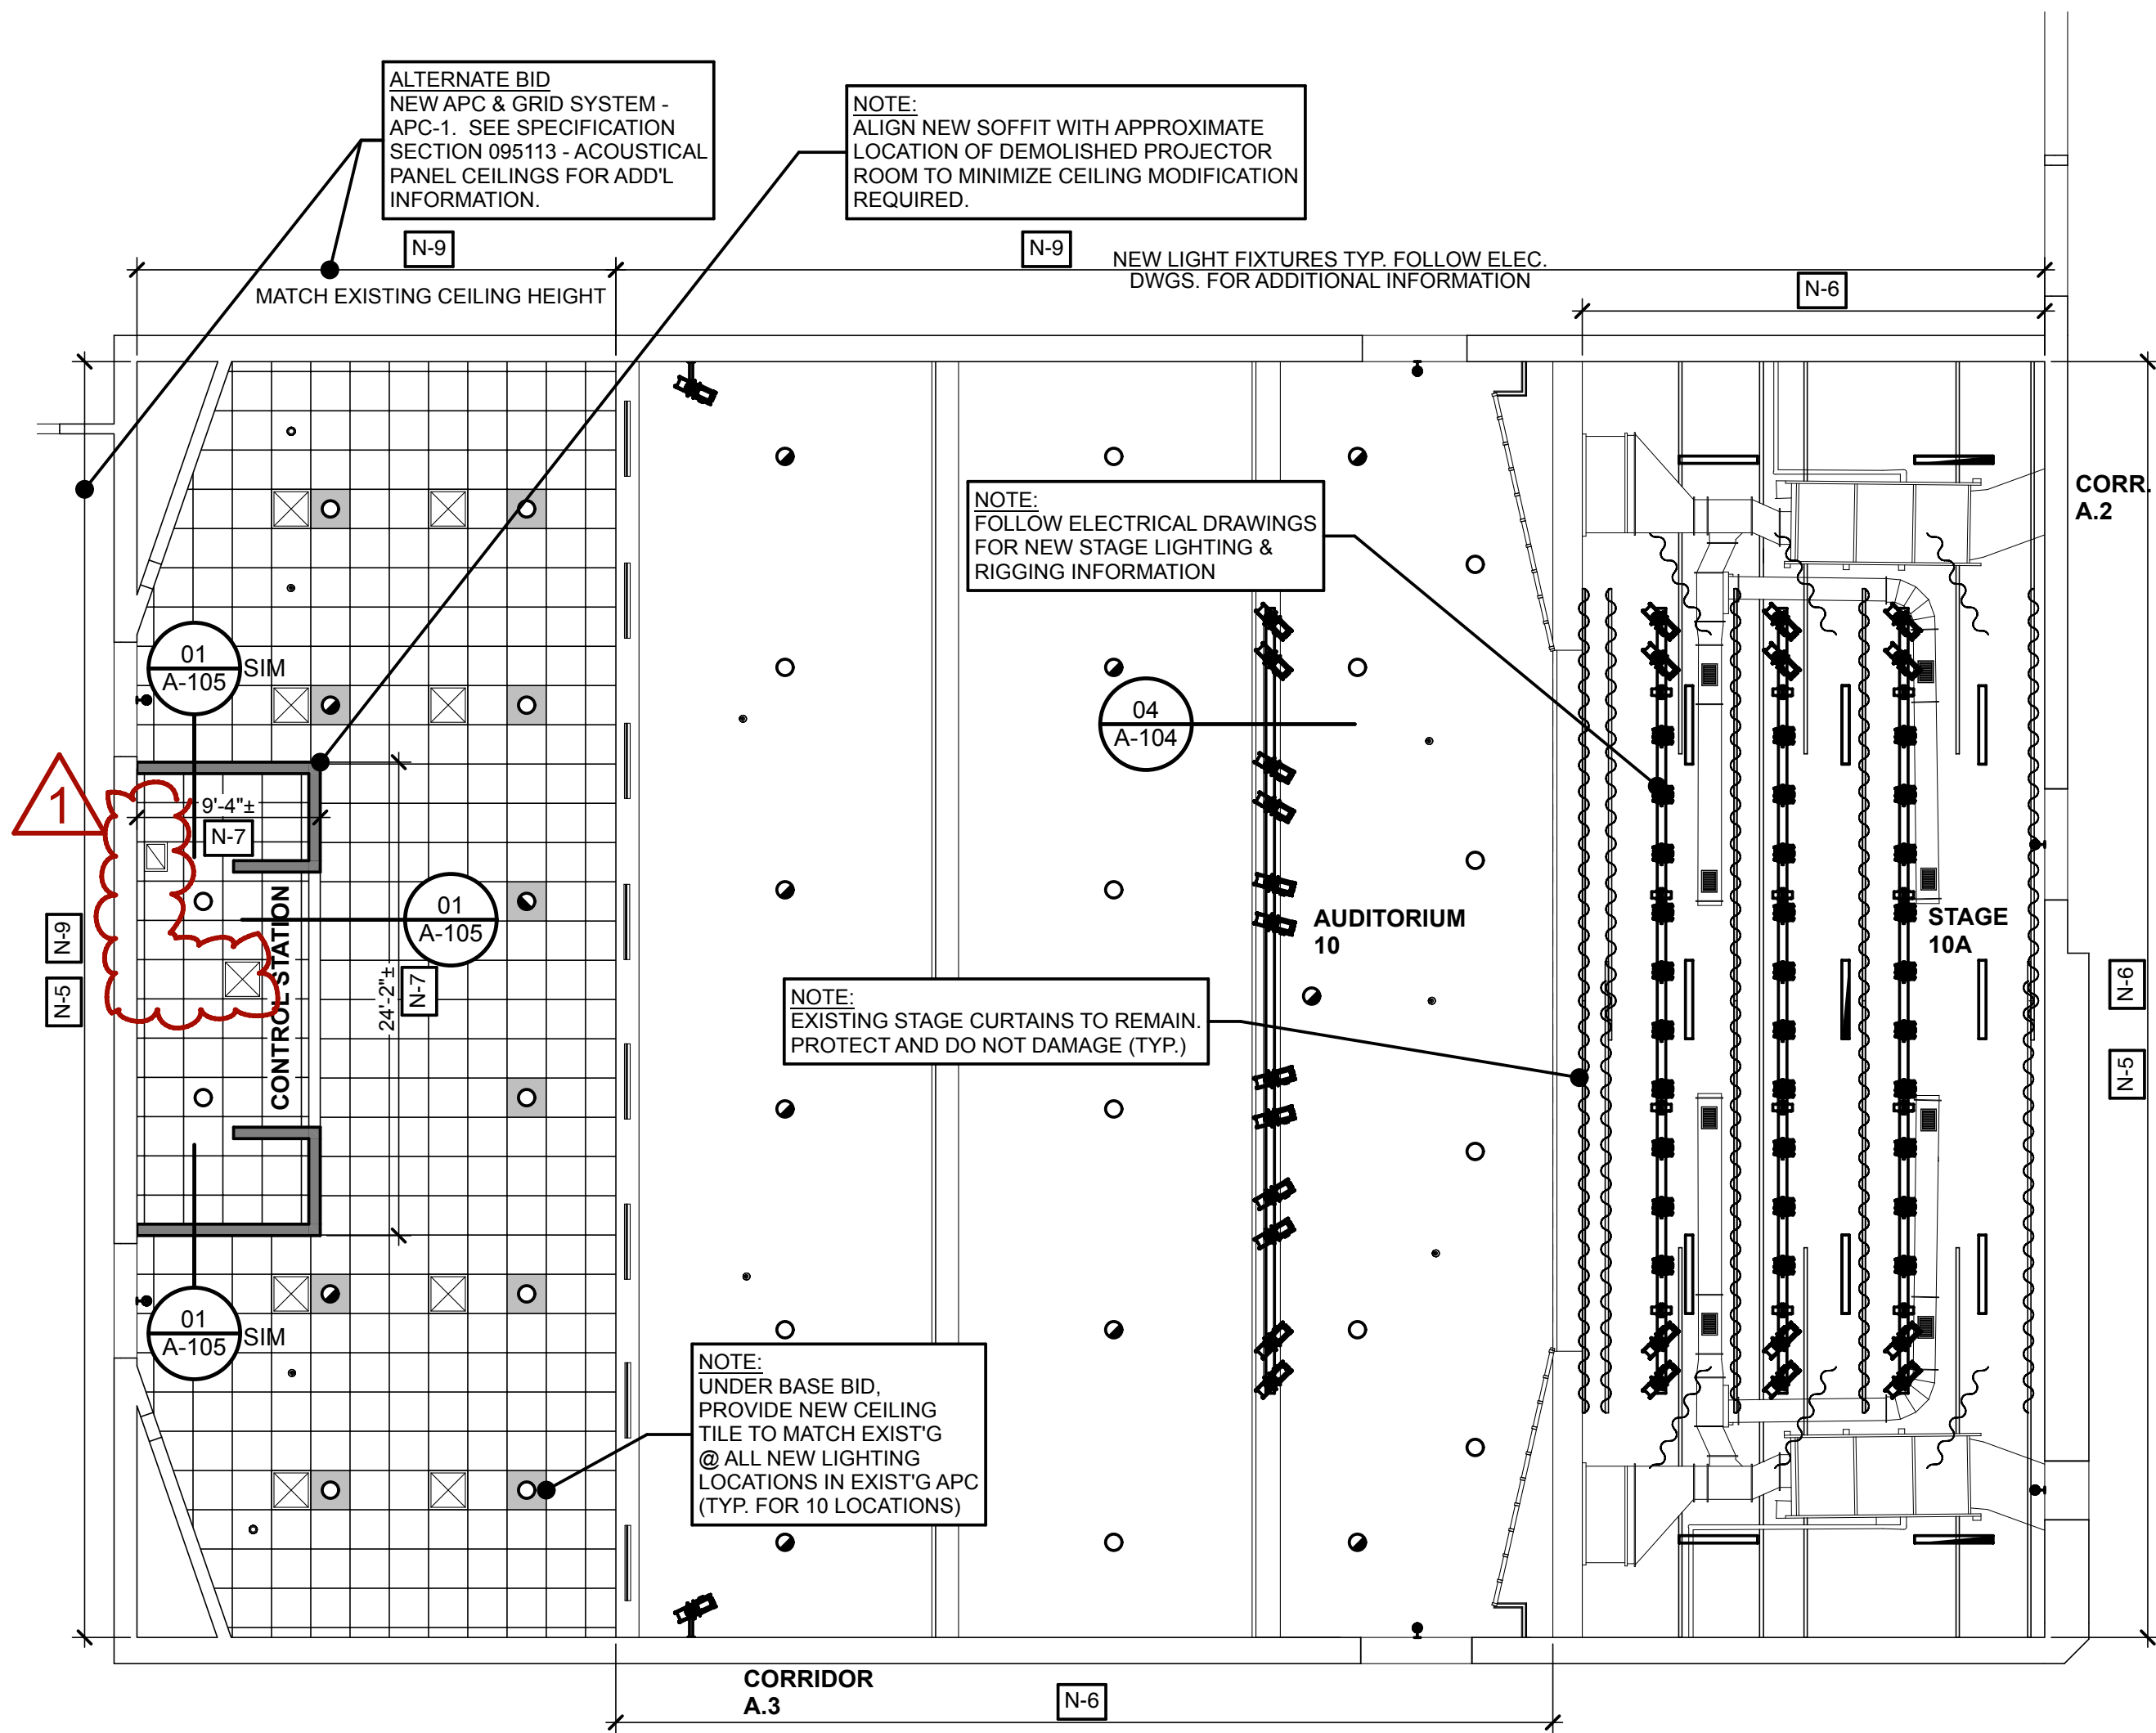 ALTERNATE BID
NEW APC & GRID SYSTEM -
APC-1. SEE SPECIFICATION
SECTION 095113 - ACOUSTICAL
PANEL CEILINGS FOR ADD'L
INFORMATION.
NOTE:
ALIGN NEW SOFFIT WITH APPROXIMATE
LOCATION OF DEMOLISHED PROJECTOR
ROOM TO MINIMIZE CEILING MODIFICATION
REQUIRED.
N-9
N-9
NEW LIGHT FIXTURES TYP. FOLLOW ELEC.
DWGS. FOR ADDITIONAL INFORMATION
N-6
MATCH EXISTING CEILING HEIGHT
CORR.
A.2
NOTE:
FOLLOW ELECTRICAL DRAWINGS
FOR NEW STAGE LIGHTING &
RIGGING INFORMATION
01
A-105
SIM
04
A-104
1
9'-4"±
N-7
CONTROL STATION
01
A-105
24'-2"±
N-7
N-9
N-5
AUDITORIUM
10
STAGE
10A
N-6
N-5
NOTE:
EXISTING STAGE CURTAINS TO REMAIN.
PROTECT AND DO NOT DAMAGE (TYP.)
01
A-105
SIM
NOTE:
UNDER BASE BID,
PROVIDE NEW CEILING
TILE TO MATCH EXIST'G
@ ALL NEW LIGHTING
LOCATIONS IN EXIST'G APC
(TYP. FOR 10 LOCATIONS)
CORRIDOR
A.3
N-6